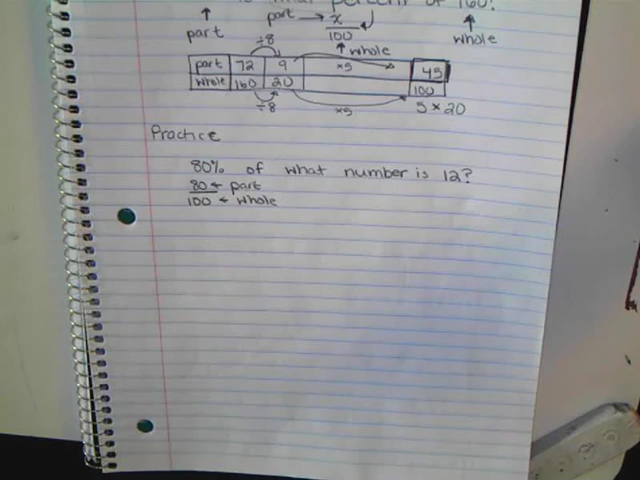 what percent of 160?
part → x
100
part
whole
whole
÷8
part 72 9 ×5 45
whole 160 20 100
÷8 ×5 5 × 20
Practice
80% of what number is 12?
80 ← part
100 ← whole